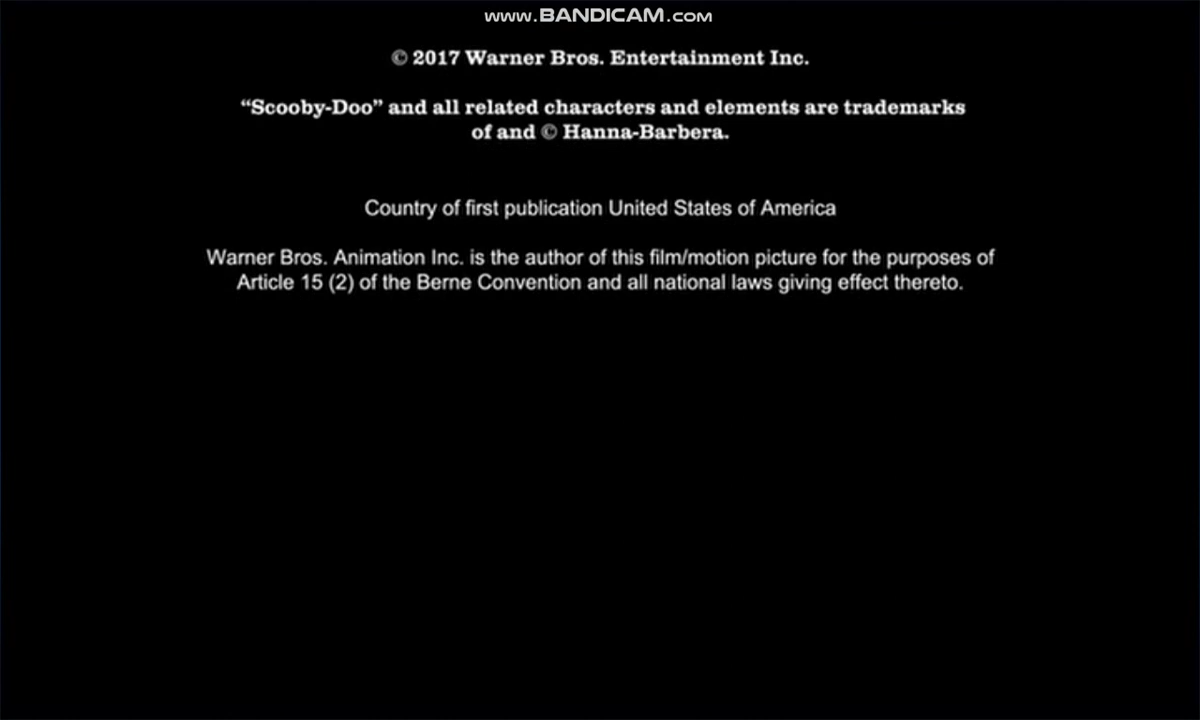 www.BANDICAM.com
© 2017 Warner Bros. Entertainment Inc.
“Scooby-Doo” and all related characters and elements are trademarks
of and © Hanna-Barbera.
Country of first publication United States of America
Warner Bros. Animation Inc. is the author of this film/motion picture for the purposes of
Article 15 (2) of the Berne Convention and all national laws giving effect thereto.